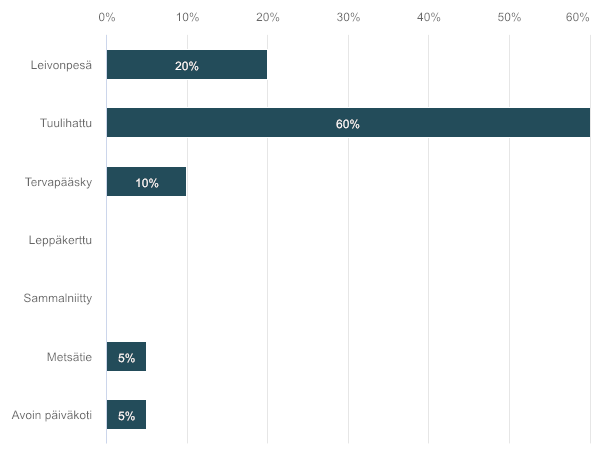 0% 10% 20% 30% 40% 50% 60%
Leivonpesä 20%
Tuulihattu 60%
Tervapääsky 10%
Leppäkerttu
Sammalniitty
Metsätie 5%
Avoin päiväkoti 5%